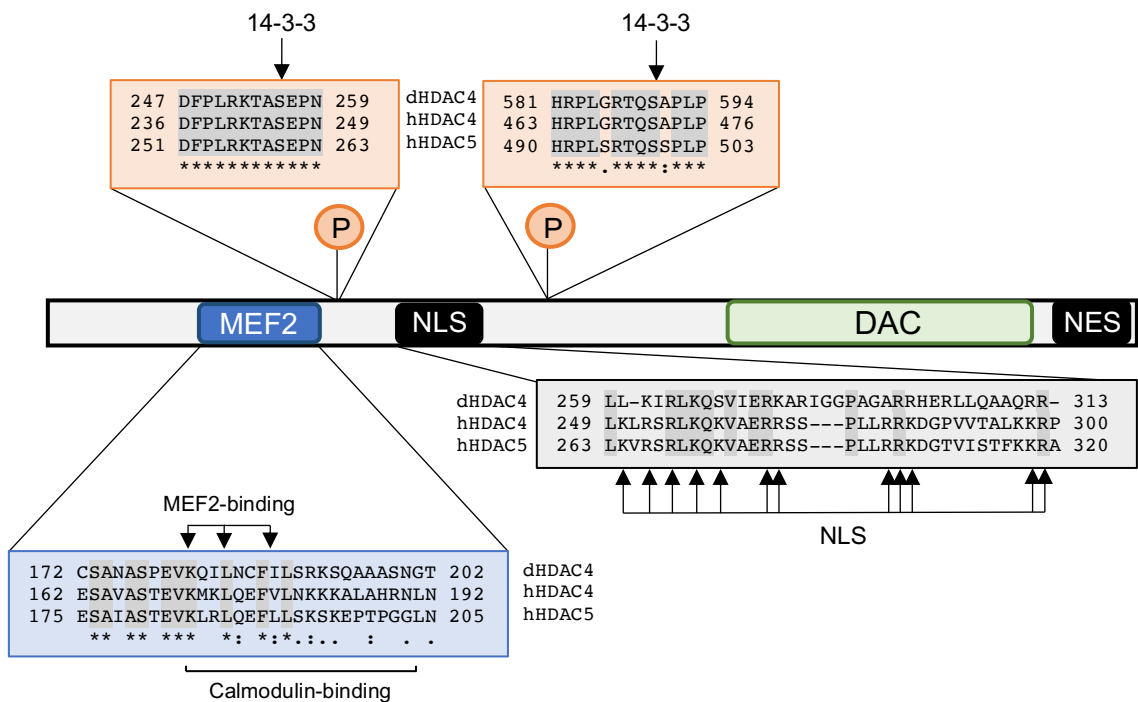 14-3-3
14-3-3
247 DFPLRKTASEPN 259 dHDAC4
236 DFPLRKTASEPN 249 hHDAC4
251 DFPLRKTASEPN 263 hHDAC5
************
581 HRPLGRTQSAPLP 594
463 HRPLGRTQSAPLP 476
490 HRPLSRTQSSPLP 503
****.****:***
P
P
MEF2
NLS
DAC
NES
dHDAC4 259 LL-KIRLKQSVIERKARIGGPAGARRHERLLQAAQRR- 313
hHDAC4 249 LKLRSRLKQKVAERRSS---PLLRRKDGPVVTALKKRP 300
hHDAC5 263 LKVRSRLKQKVAERRSS---PLLRRKDGTVISTFKKRA 320
NLS
MEF2-binding
172 CSANASPEVKQILNCFILSRKSQAAASNGT 202 dHDAC4
162 ESAVASTEVKMKLQEFVLNKKKALAHRNLN 192 hHDAC4
175 ESAIASTEVKLRLQEFLLSKSKEPTPGGLN 205 hHDAC5
** ** *** *: *:*.:.. : . .
Calmodulin-binding